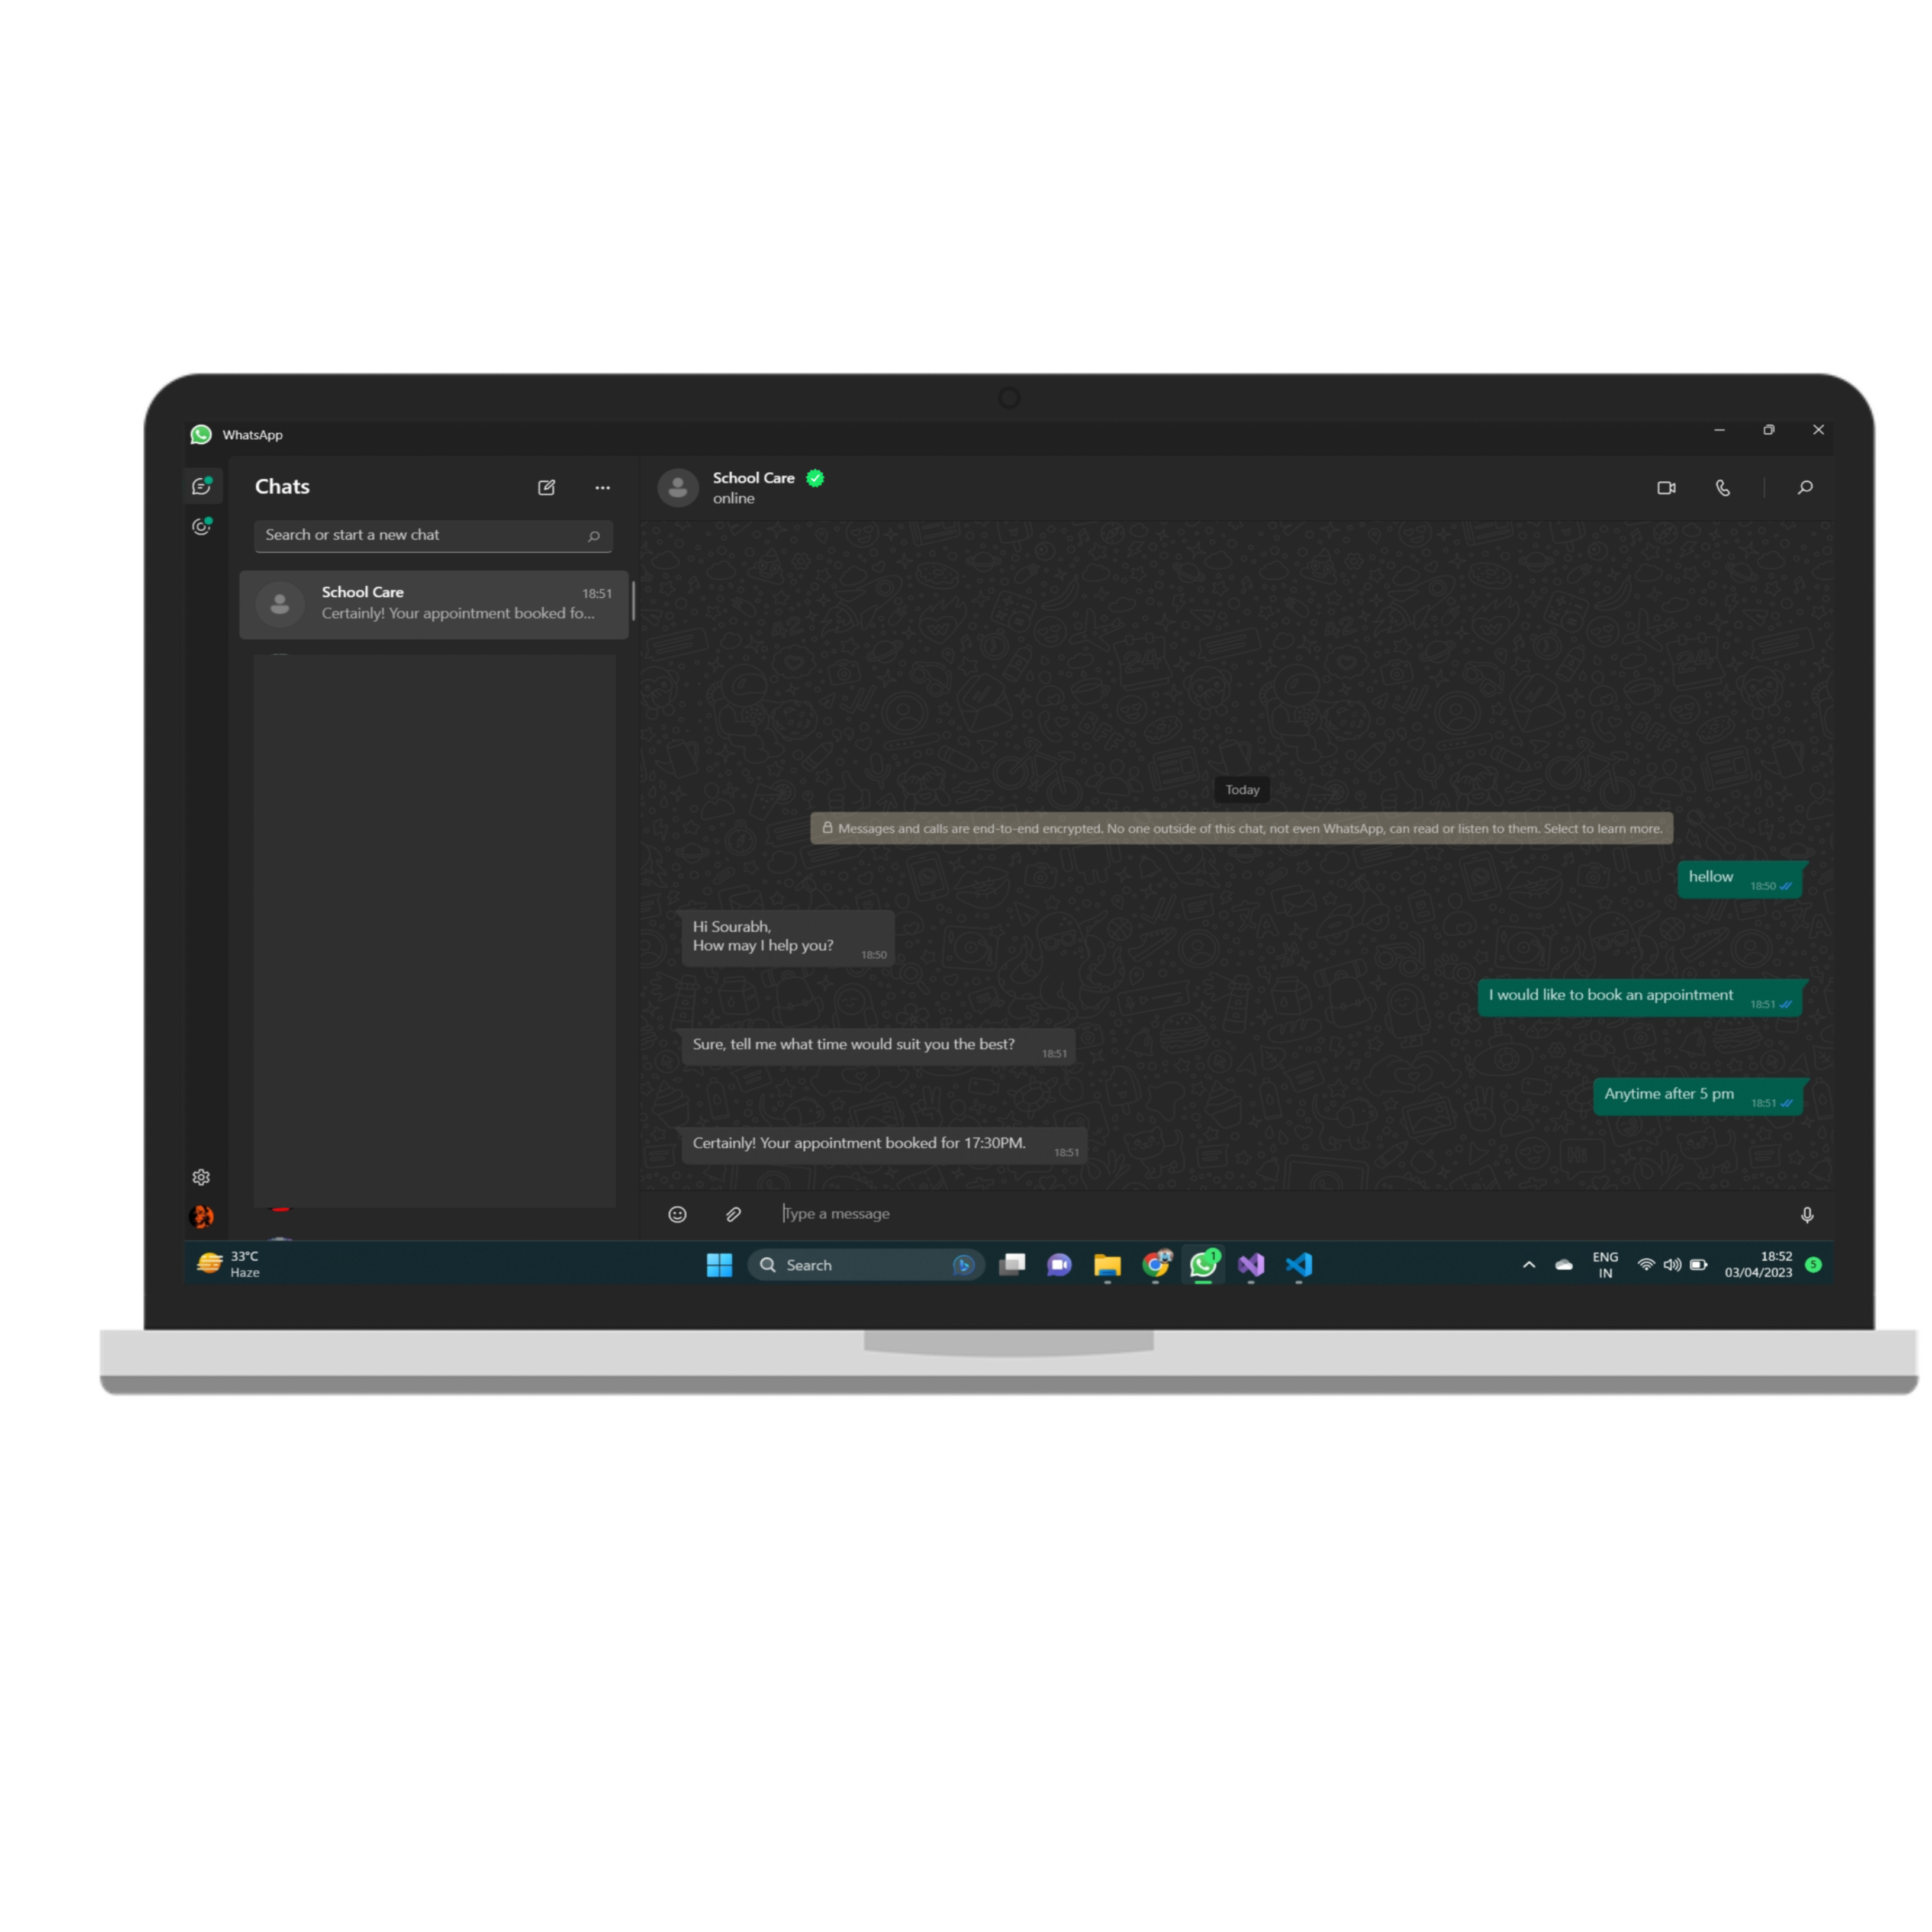 WhatsApp
Chats
Search or start a new chat
School Care 18:51
Certainly! Your appointment booked fo...
School Care
online
Today
Messages and calls are end-to-end encrypted. No one outside of this chat, not even WhatsApp, can read or listen to them. Select to learn more.
hellow 18:50
Hi Sourabh,
How may I help you? 18:50
I would like to book an appointment 18:51
Sure, tell me what time would suit you the best? 18:51
Anytime after 5 pm 18:51
Certainly! Your appointment booked for 17:30PM. 18:51
Type a message
33°C
Haze
Search
1
ENG
IN
18:52
03/04/2023
5